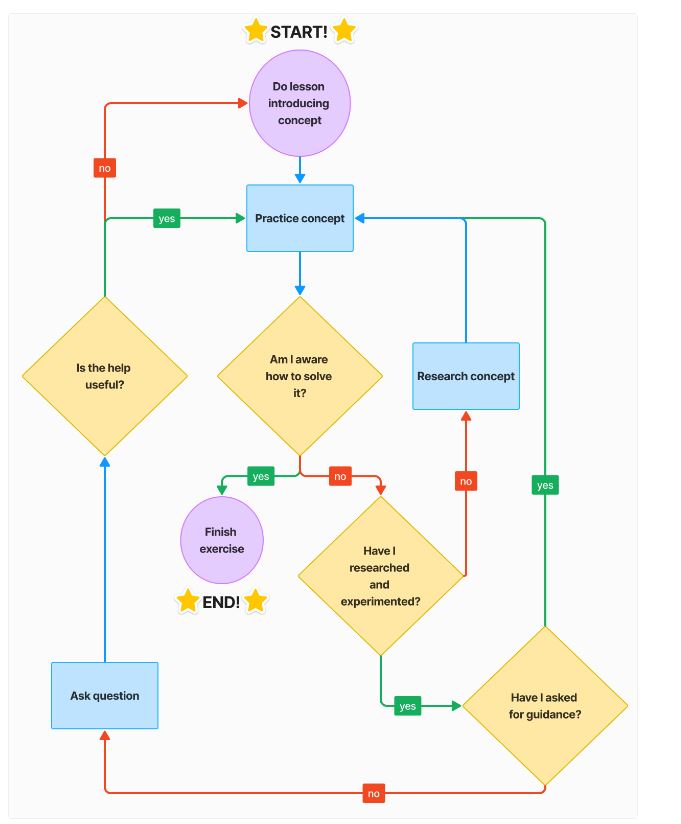 START!
Do lesson
introducing
concept
no
yes
Practice concept
Is the help
useful?
Am I aware
how to solve
it?
Research concept
yes
no
no
yes
Finish
exercise
Have I
researched
and
experimented?
END!
Ask question
yes
Have I asked
for guidance?
no